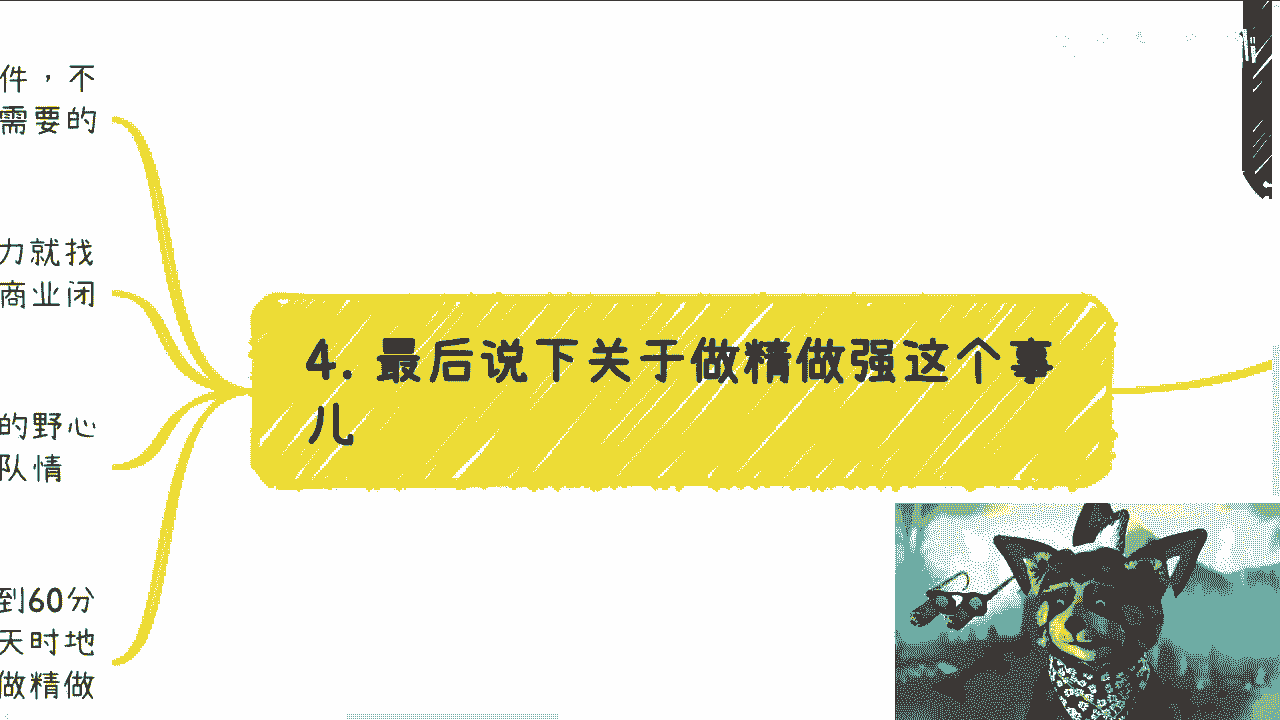 件，不
需要的
力就找
商业闭
的野心
队情
到60分
天时地
做精做
4. 最后说下关于做精做强这个事
儿